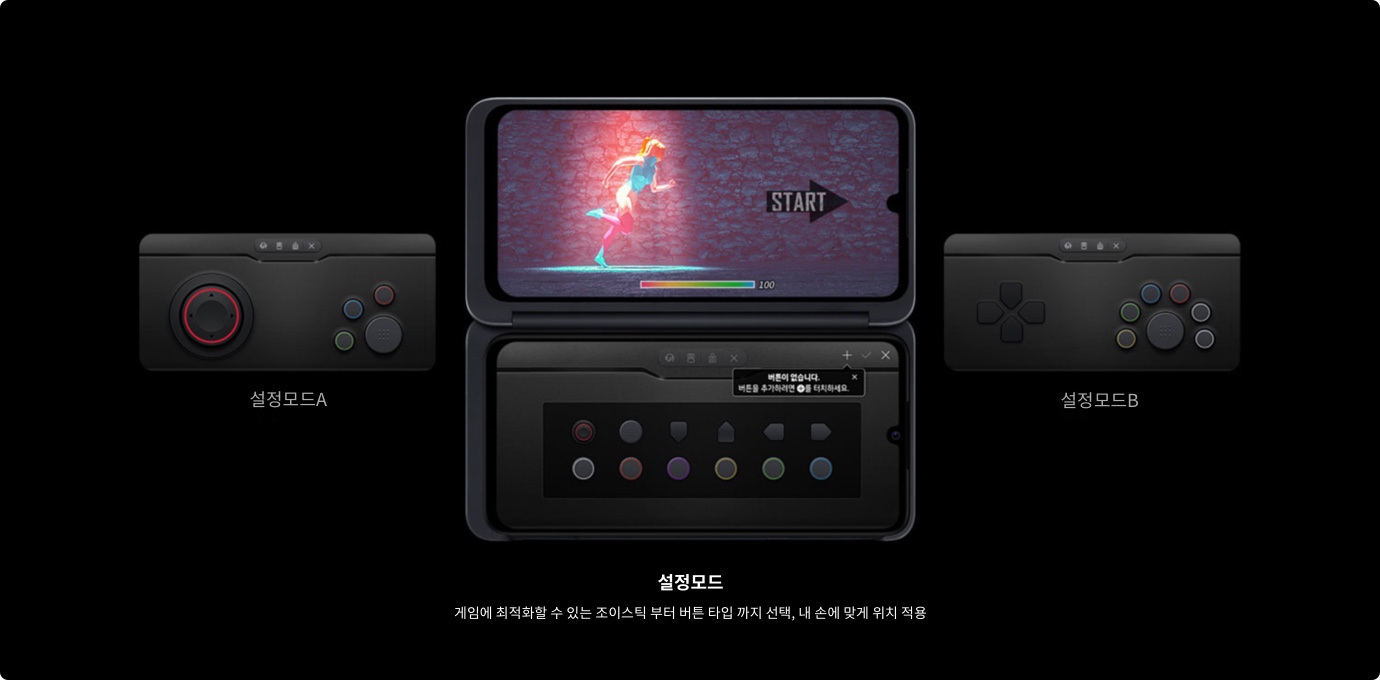 START
100
버튼이 없습니다.
버튼을 추가하려면 를 터치하세요.
설정모드A
설정모드B
설정모드
게임에 최적화할 수 있는 조이스틱 부터 버튼 타입 까지 선택, 내 손에 맞게 위치 적용